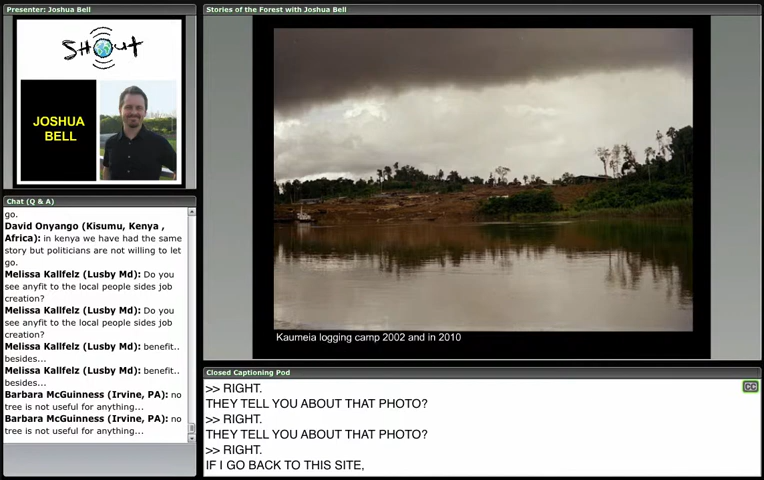 Presenter: Joshua Bell
SHOUT
JOSHUA
BELL
Chat (Q & A)
go.
David Onyango (Kisumu, Kenya ,
Africa): in kenya we have had the same
story but politicians are not willing to let
go.
Melissa Kallfelz (Lusby Md): Do you
see anyfit to the local people sides job
creation?
Melissa Kallfelz (Lusby Md): Do you
see anyfit to the local people sides job
creation?
Melissa Kallfelz (Lusby Md): benefit..
besides...
Melissa Kallfelz (Lusby Md): benefit..
besides...
Barbara McGuinness (Irvine, PA): no
tree is not useful for anything...
Barbara McGuinness (Irvine, PA): no
tree is not useful for anything...
Stories of the Forest with Joshua Bell
Kaumeia logging camp 2002 and in 2010
Closed Captioning Pod
CC
>> RIGHT.
THEY TELL YOU ABOUT THAT PHOTO?
>> RIGHT.
THEY TELL YOU ABOUT THAT PHOTO?
>> RIGHT.
IF I GO BACK TO THIS SITE,